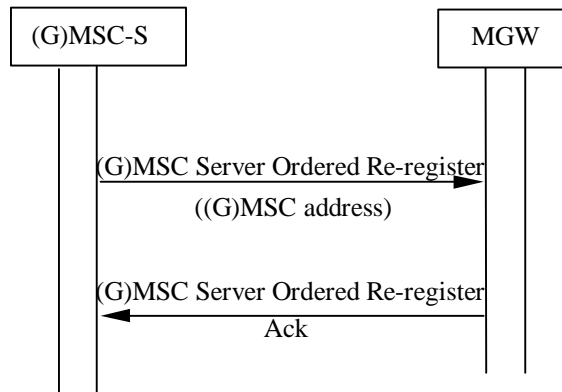 (G)MSC-S
MGW
(G)MSC Server Ordered Re-register
((G)MSC address)
(G)MSC Server Ordered Re-register
Ack